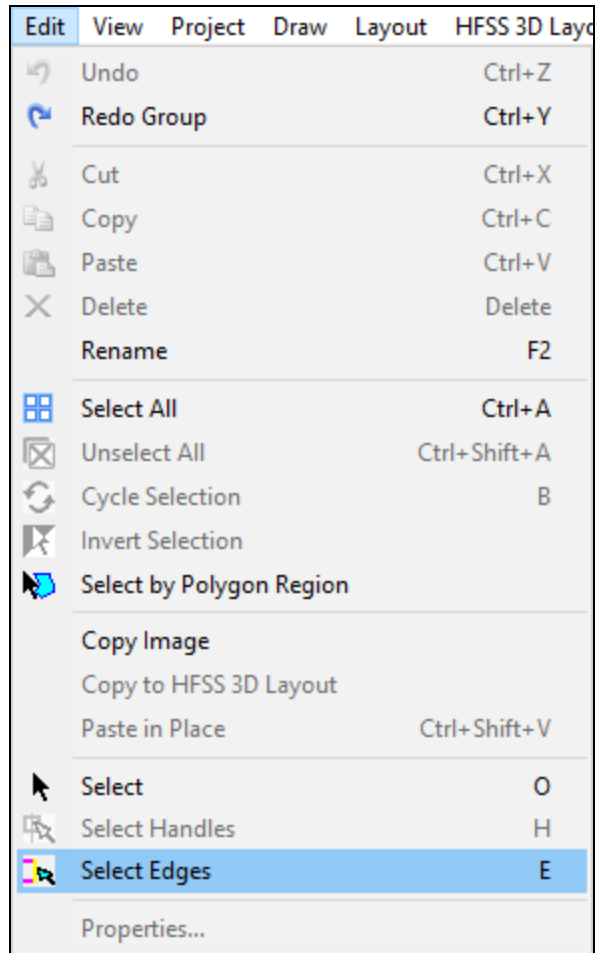 Edit View Project Draw Layout HFSS 3D Layo
Undo Ctrl+Z
Redo Group Ctrl+Y
Cut Ctrl+X
Copy Ctrl+C
Paste Ctrl+V
Delete Delete
Rename F2
Select All Ctrl+A
Unselect All Ctrl+Shift+A
Cycle Selection B
Invert Selection
Select by Polygon Region
Copy Image
Copy to HFSS 3D Layout
Paste in Place Ctrl+Shift+V
Select O
Select Handles H
Select Edges E
Properties...